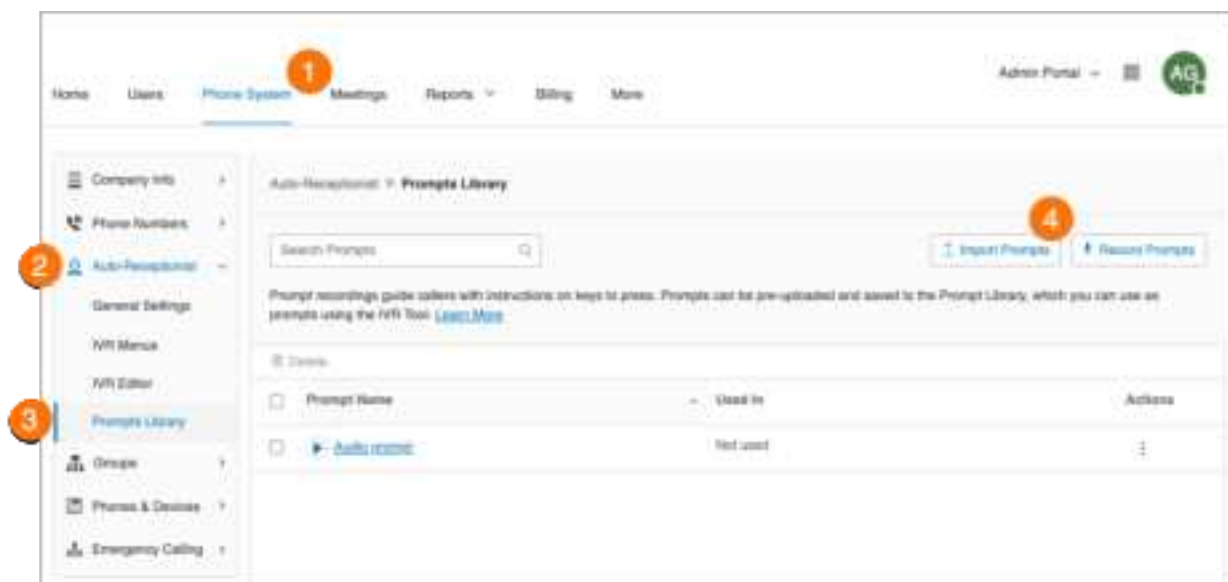 1
Admin Portal
AG
Home Users Phone System Meetings Reports Billing More
Company Info
Auto-Receptionist > Prompts Library
Phone Numbers
4
2
Auto-Receptionist
Search Prompts
Import Prompts
Record Prompts
General Settings
Prompt recordings guide callers with instructions on keys to press. Prompts can be pre-uploaded and saved to the Prompt Library, which you can use as
prompts using the IVR Tool. Learn More
IVR Menus
Delete
IVR Editor
Prompt Name Used In Actions
3
Prompts Library
Audio prompt Not used
Groups
Phones & Devices
Emergency Calling